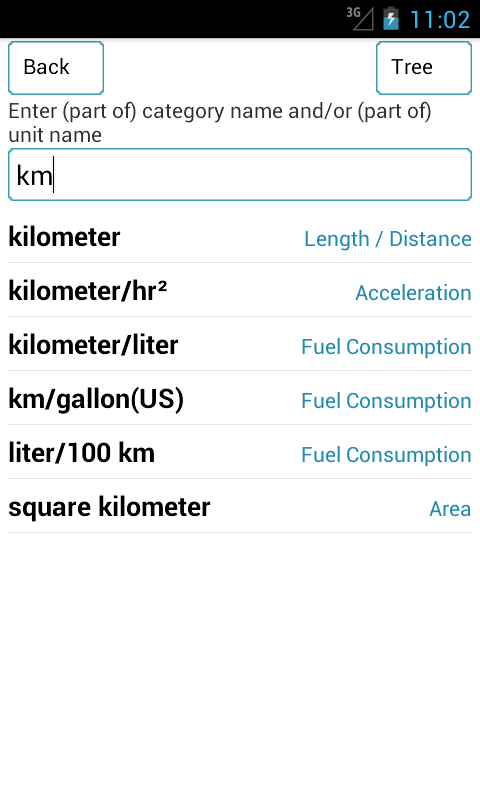 3G 11:02
Back Tree
Enter (part of) category name and/or (part of)
unit name
km
kilometer Length / Distance
kilometer/hr² Acceleration
kilometer/liter Fuel Consumption
km/gallon(US) Fuel Consumption
liter/100 km Fuel Consumption
square kilometer Area